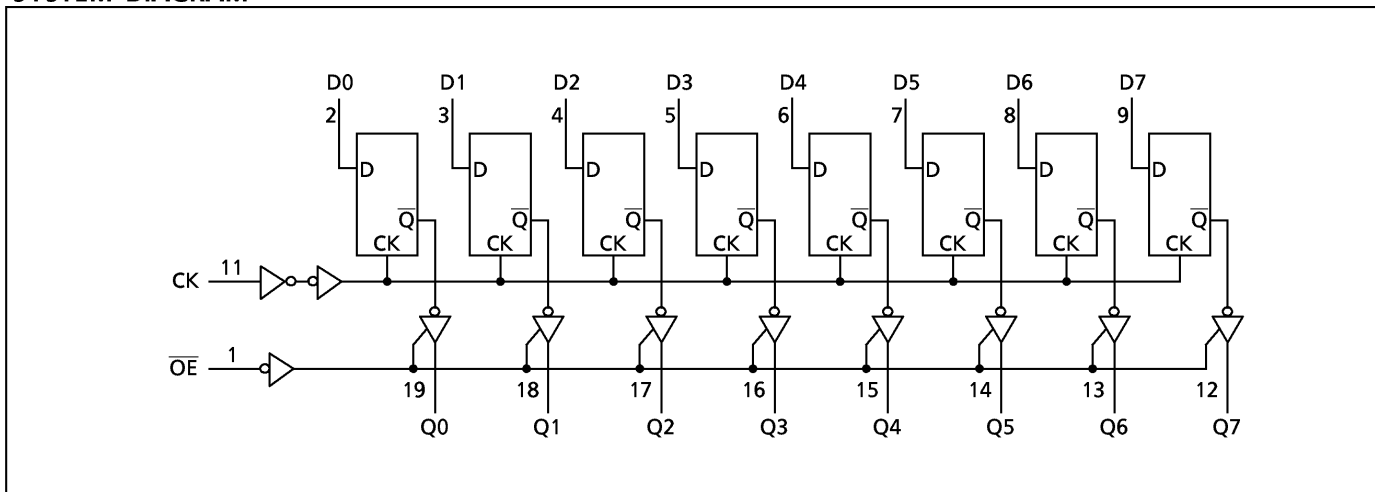 SYSTEM DIAGRAM
D0 D1 D2 D3 D4 D5 D6 D7
2 3 4 5 6 7 8 9
D D D D D D D D
Q̅ Q̅ Q̅ Q̅ Q̅ Q̅ Q̅ Q̅
CK CK CK CK CK CK CK CK
CK 11
O̅E̅ 1
19 18 17 16 15 14 13 12
Q0 Q1 Q2 Q3 Q4 Q5 Q6 Q7